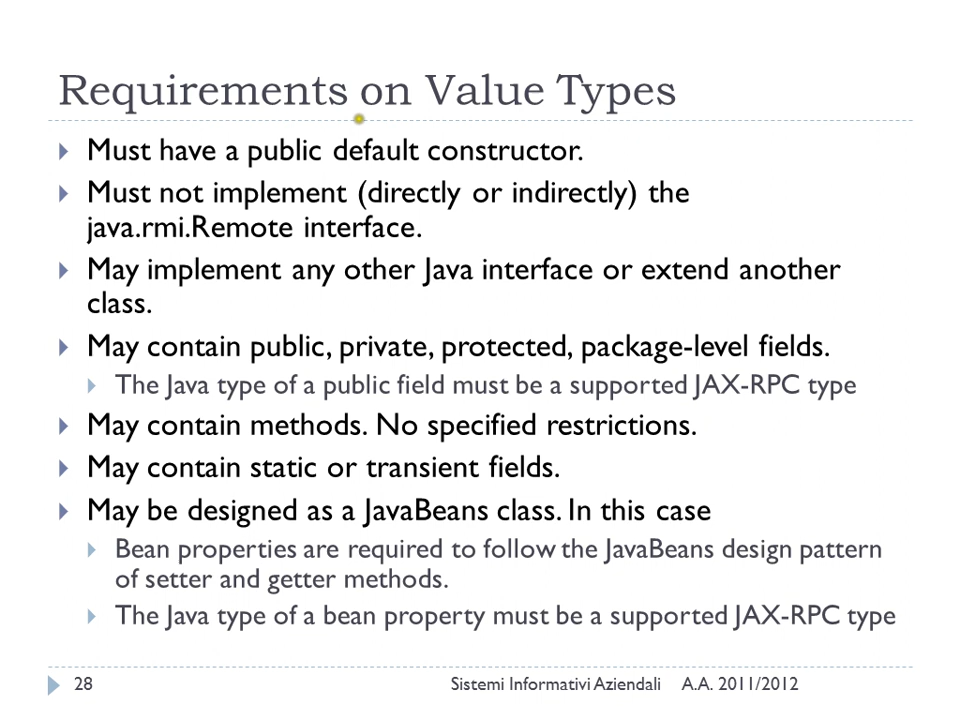 Requirements on Value Types
Must have a public default constructor.
Must not implement (directly or indirectly) the
java.rmi.Remote interface.
May implement any other Java interface or extend another
class.
May contain public, private, protected, package-level fields.
The Java type of a public field must be a supported JAX-RPC type
May contain methods. No specified restrictions.
May contain static or transient fields.
May be designed as a JavaBeans class. In this case
Bean properties are required to follow the JavaBeans design pattern
of setter and getter methods.
The Java type of a bean property must be a supported JAX-RPC type
28 Sistemi Informativi Aziendali A.A. 2011/2012